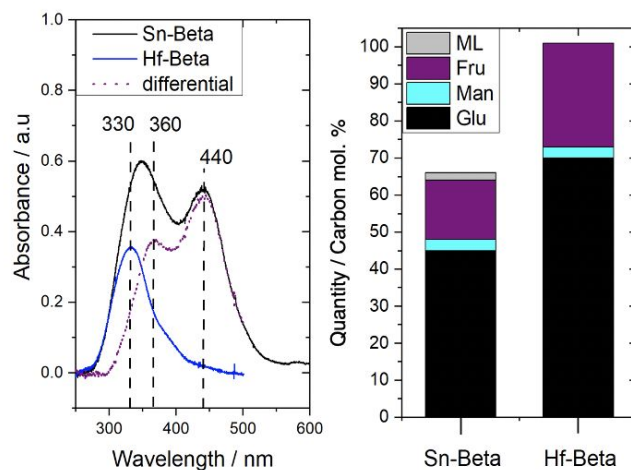 1.0
0.8
0.6
0.4
0.2
0.0
Absorbance / a.u
Sn-Beta
Hf-Beta
differential
330
360
440
300
400
500
600
Wavelength / nm
100
90
80
70
60
50
40
30
20
10
0
Quantity / Carbon mol. %
ML
Fru
Man
Glu
Sn-Beta
Hf-Beta